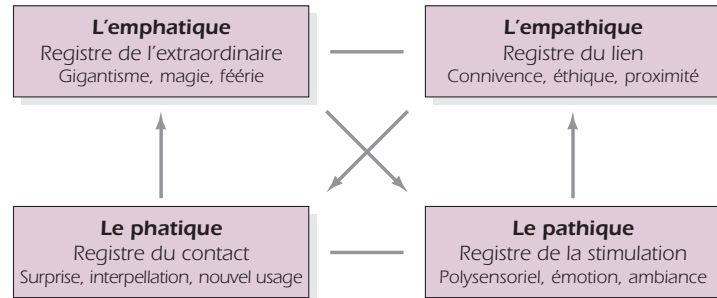 L'emphatique
Registre de l'extraordinaire
Gigantisme, magie, féérie
L'empathique
Registre du lien
Connivence, éthique, proximité
Le phatique
Registre du contact
Surprise, interpellation, nouvel usage
Le pathique
Registre de la stimulation
Polysensoriel, émotion, ambiance